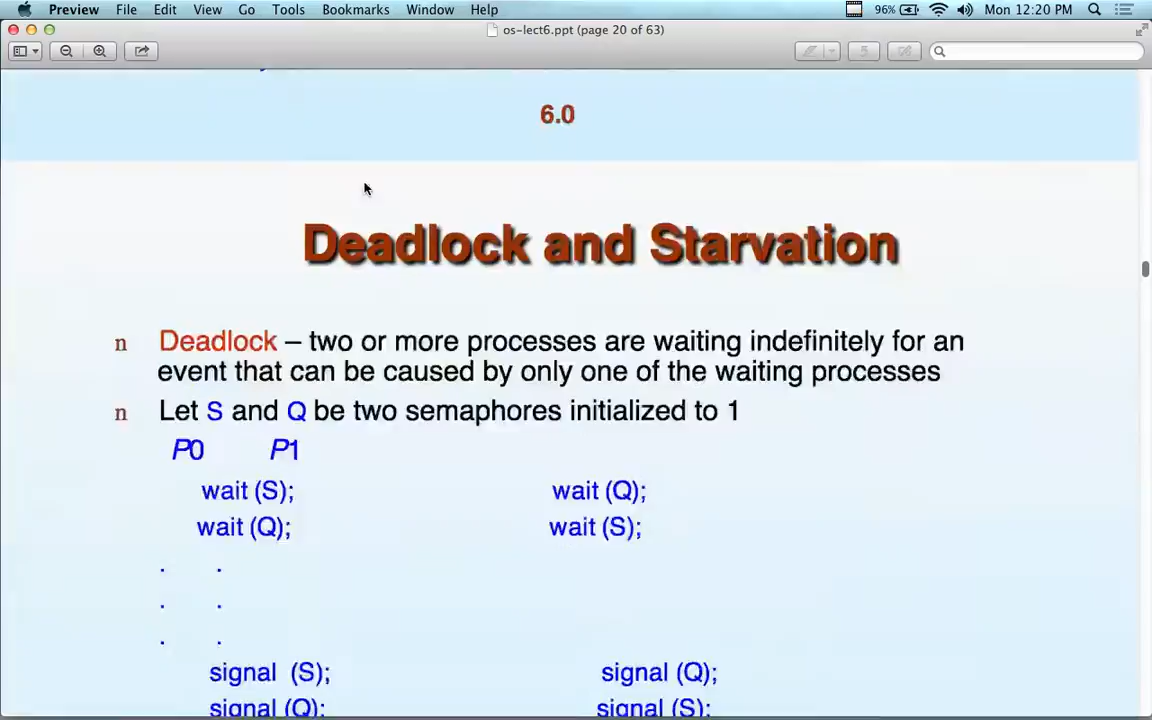 Preview File Edit View Go Tools Bookmarks Window Help 96% Mon 12:20 PM
os-lect6.ppt (page 20 of 63)
6.0
Deadlock and Starvation
n Deadlock – two or more processes are waiting indefinitely for an
event that can be caused by only one of the waiting processes
n Let S and Q be two semaphores initialized to 1
P0 P1
wait (S); wait (Q);
wait (Q); wait (S);
. .
. .
. .
signal (S); signal (Q);
signal (Q); signal (S);